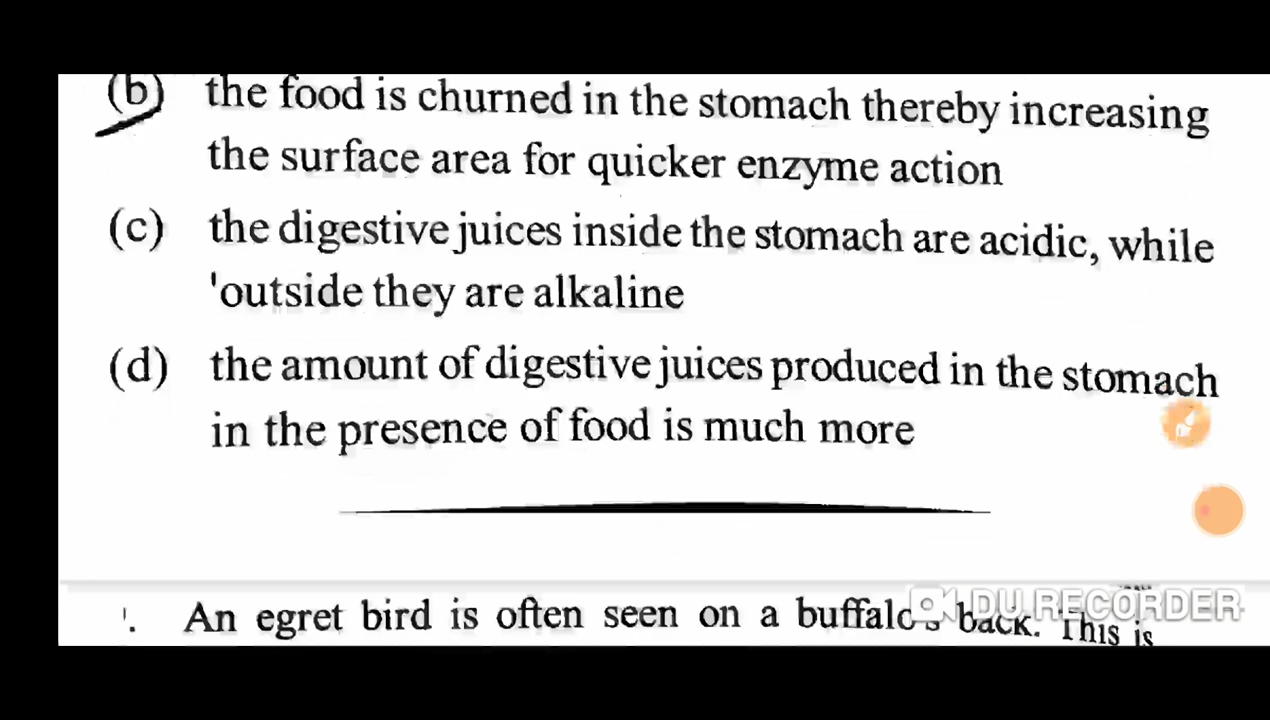 (b) the food is churned in the stomach thereby increasing
the surface area for quicker enzyme action
(c) the digestive juices inside the stomach are acidic, while
'outside they are alkaline
(d) the amount of digestive juices produced in the stomach
in the presence of food is much more
An egret bird is often seen on a buffalo's back. This is
DU RECORDER